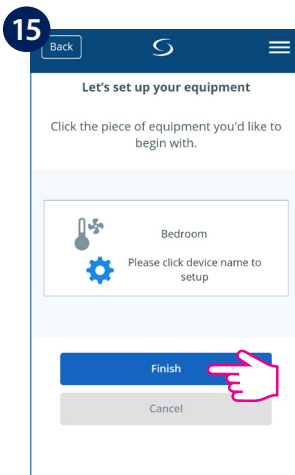 15
Back
Let's set up your equipment
Click the piece of equipment you'd like to
begin with.
Bedroom
Please click device name to
setup
Finish
Cancel